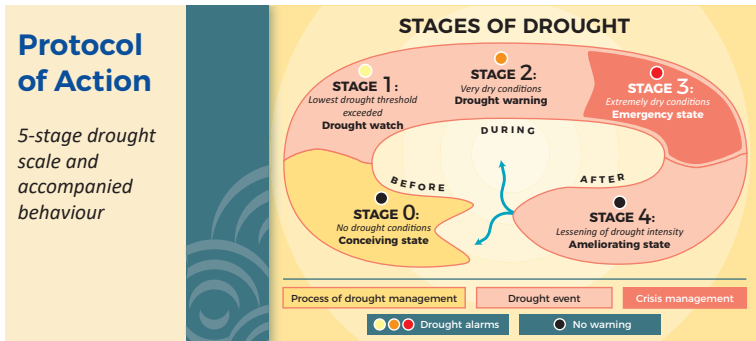 Protocol
of Action
5-stage drought
scale and
accompanied
behaviour
STAGES OF DROUGHT
STAGE 1:
Lowest drought threshold
exceeded
Drought watch
STAGE 2:
Very dry conditions
Drought warning
STAGE 3:
Extremely dry conditions
Emergency state
DURING
BEFORE
AFTER
STAGE 0:
No drought conditions
Conceiving state
STAGE 4:
Lessening of drought intensity
Ameliorating state
Process of drought management
Drought event
Crisis management
Drought alarms
No warning